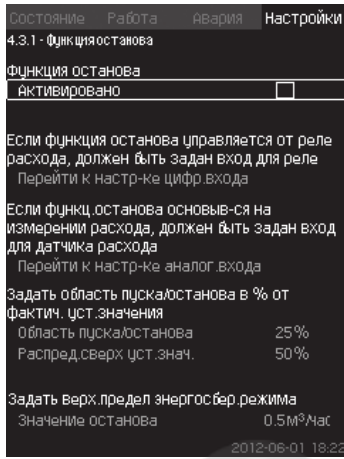 Состояние Работа Авария Настройки
4.3.1 - Функция останова
Функция останова
Активировано
Если функция останова управляется от реле
расхода, должен быть задан вход для реле
Перейти к настр-ке цифр.входа
Если функц.останова основыв-ся на
измерении расхода, должен быть задан вход
для датчика расхода
Перейти к настр-ке аналог.входа
Задать область пуска/останова в % от
фактич. уст.значения
Область пуска/останова 25%
Распред.сверх уст.знач. 50%
Задать верх.предел энергосбер.режима
Значение останова 0.5м³/час
2012-06-01 18:22